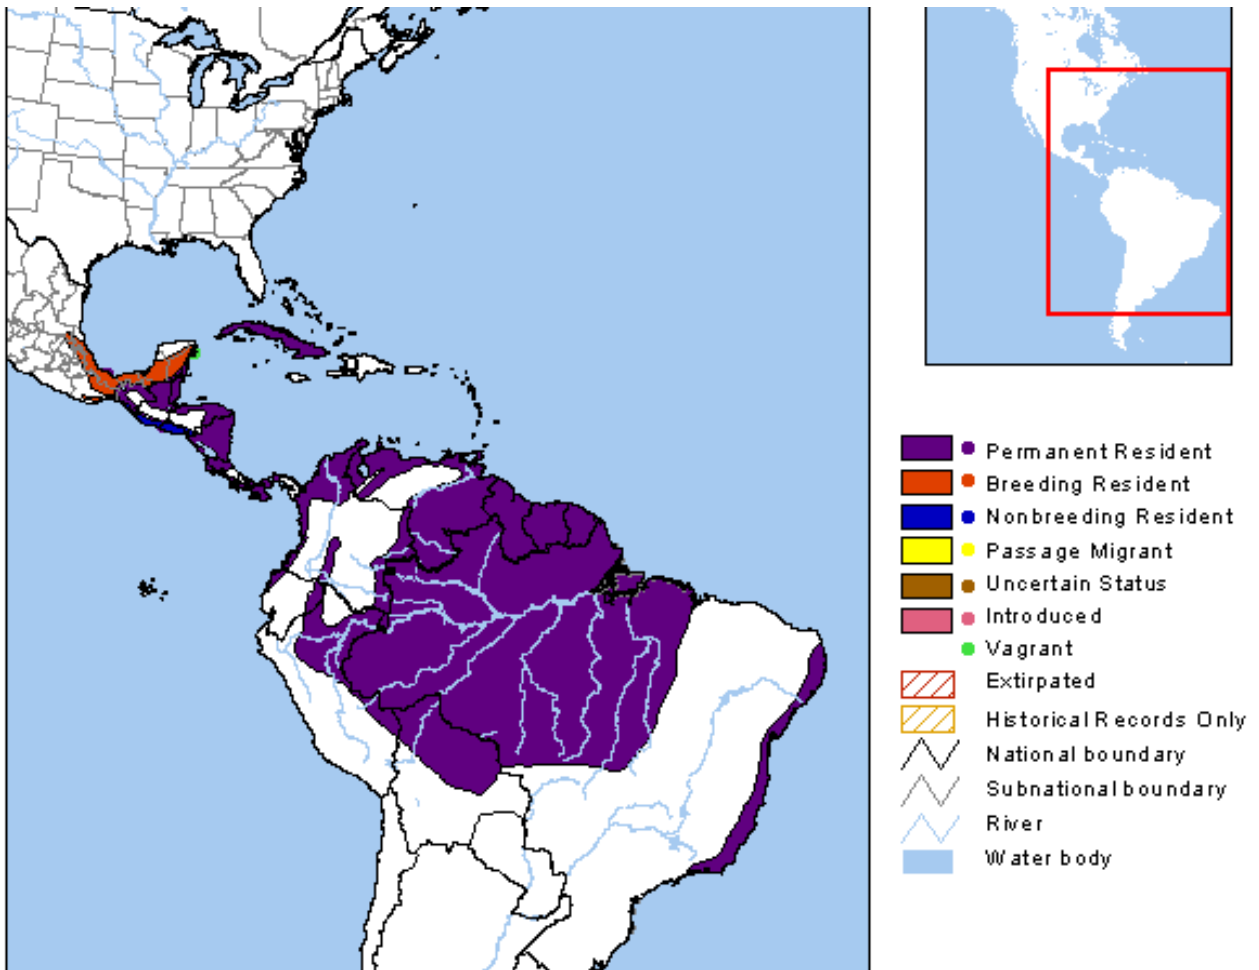 Permanent Resident
Breeding Resident
Nonbreeding Resident
Passage Migrant
Uncertain Status
Introduced
Vagrant
Extirpated
Historical Records Only
National boundary
Subnational boundary
River
Water body